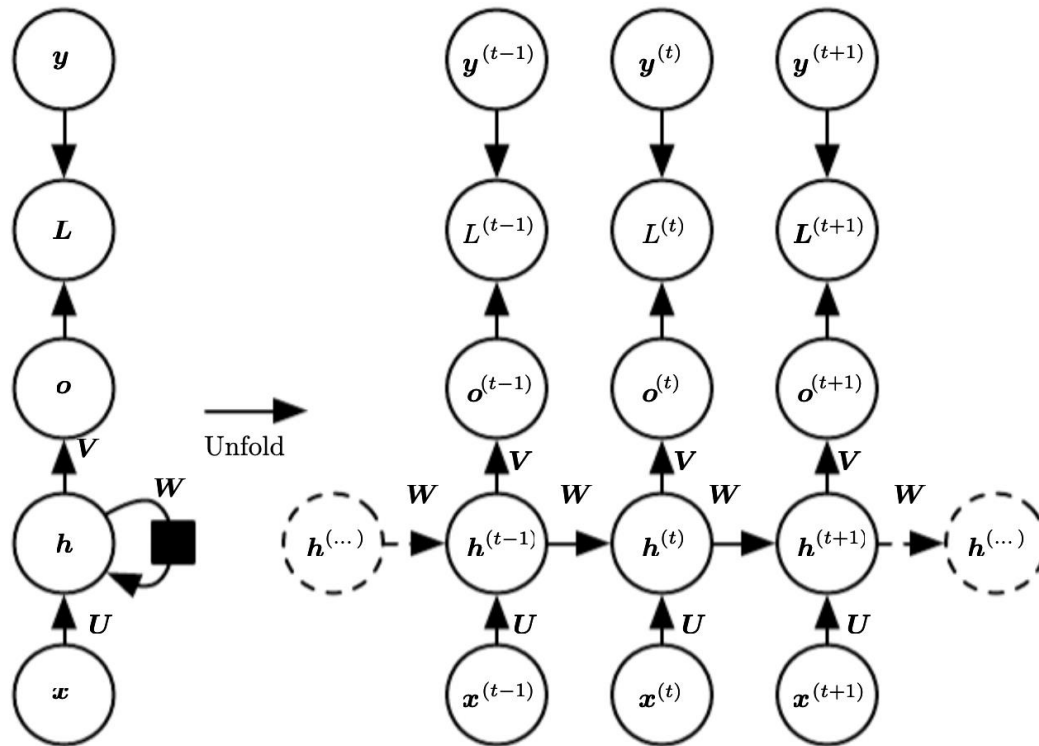 y y^(t−1) y^(t) y^(t+1)
L L^(t−1) L^(t) L^(t+1)
o o^(t−1) o^(t) o^(t+1)
V Unfold V V V
W W W W W
h h^(...) h^(t−1) h^(t) h^(t+1) h^(...)
U U U U
x x^(t−1) x^(t) x^(t+1)